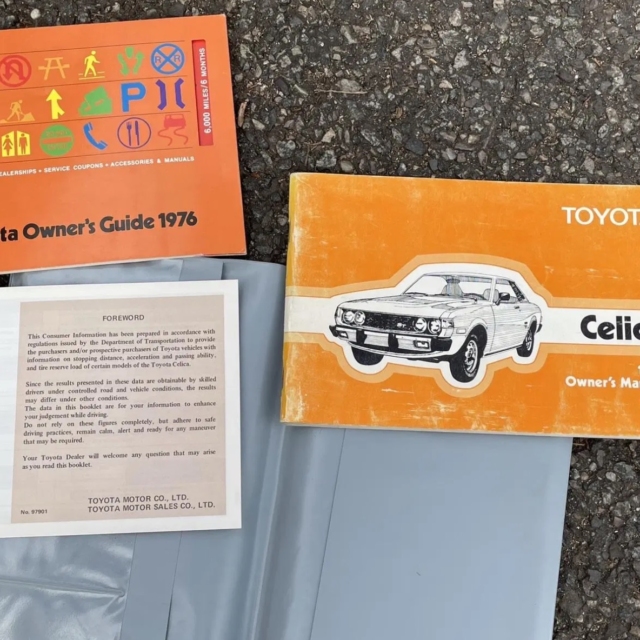 6,000 MILES/6 MONTHS
R R
P
EALERSHIPS • SERVICE COUPONS • ACCESSORIES & MANUALS
ta Owner's Guide 1976
TOYOT
Celic
Owner's Ma
GT
FOREWORD
This Consumer Information has been prepared in accordance with
regulations issued by the Department of Transportation to provide
the purchasers and/or prospective purchasers of Toyota vehicles with
information on stopping distance, acceleration and passing ability,
and tire reserve load of certain models of the Toyota Celica.
Since the results presented in these data are obtainable by skilled
drivers under controlled road and vehicle conditions, the results
may differ under other conditions.
The data in this booklet are for your information to enhance
your judgement while driving.
Do not rely on these figures completely, but adhere to safe
driving practices, remain calm, alert and ready for any maneuver
that may be required.
Your Toyota Dealer will welcome any question that may arise
as you read this booklet.
TOYOTA MOTOR CO., LTD.
No. 97901 TOYOTA MOTOR SALES CO., LTD.